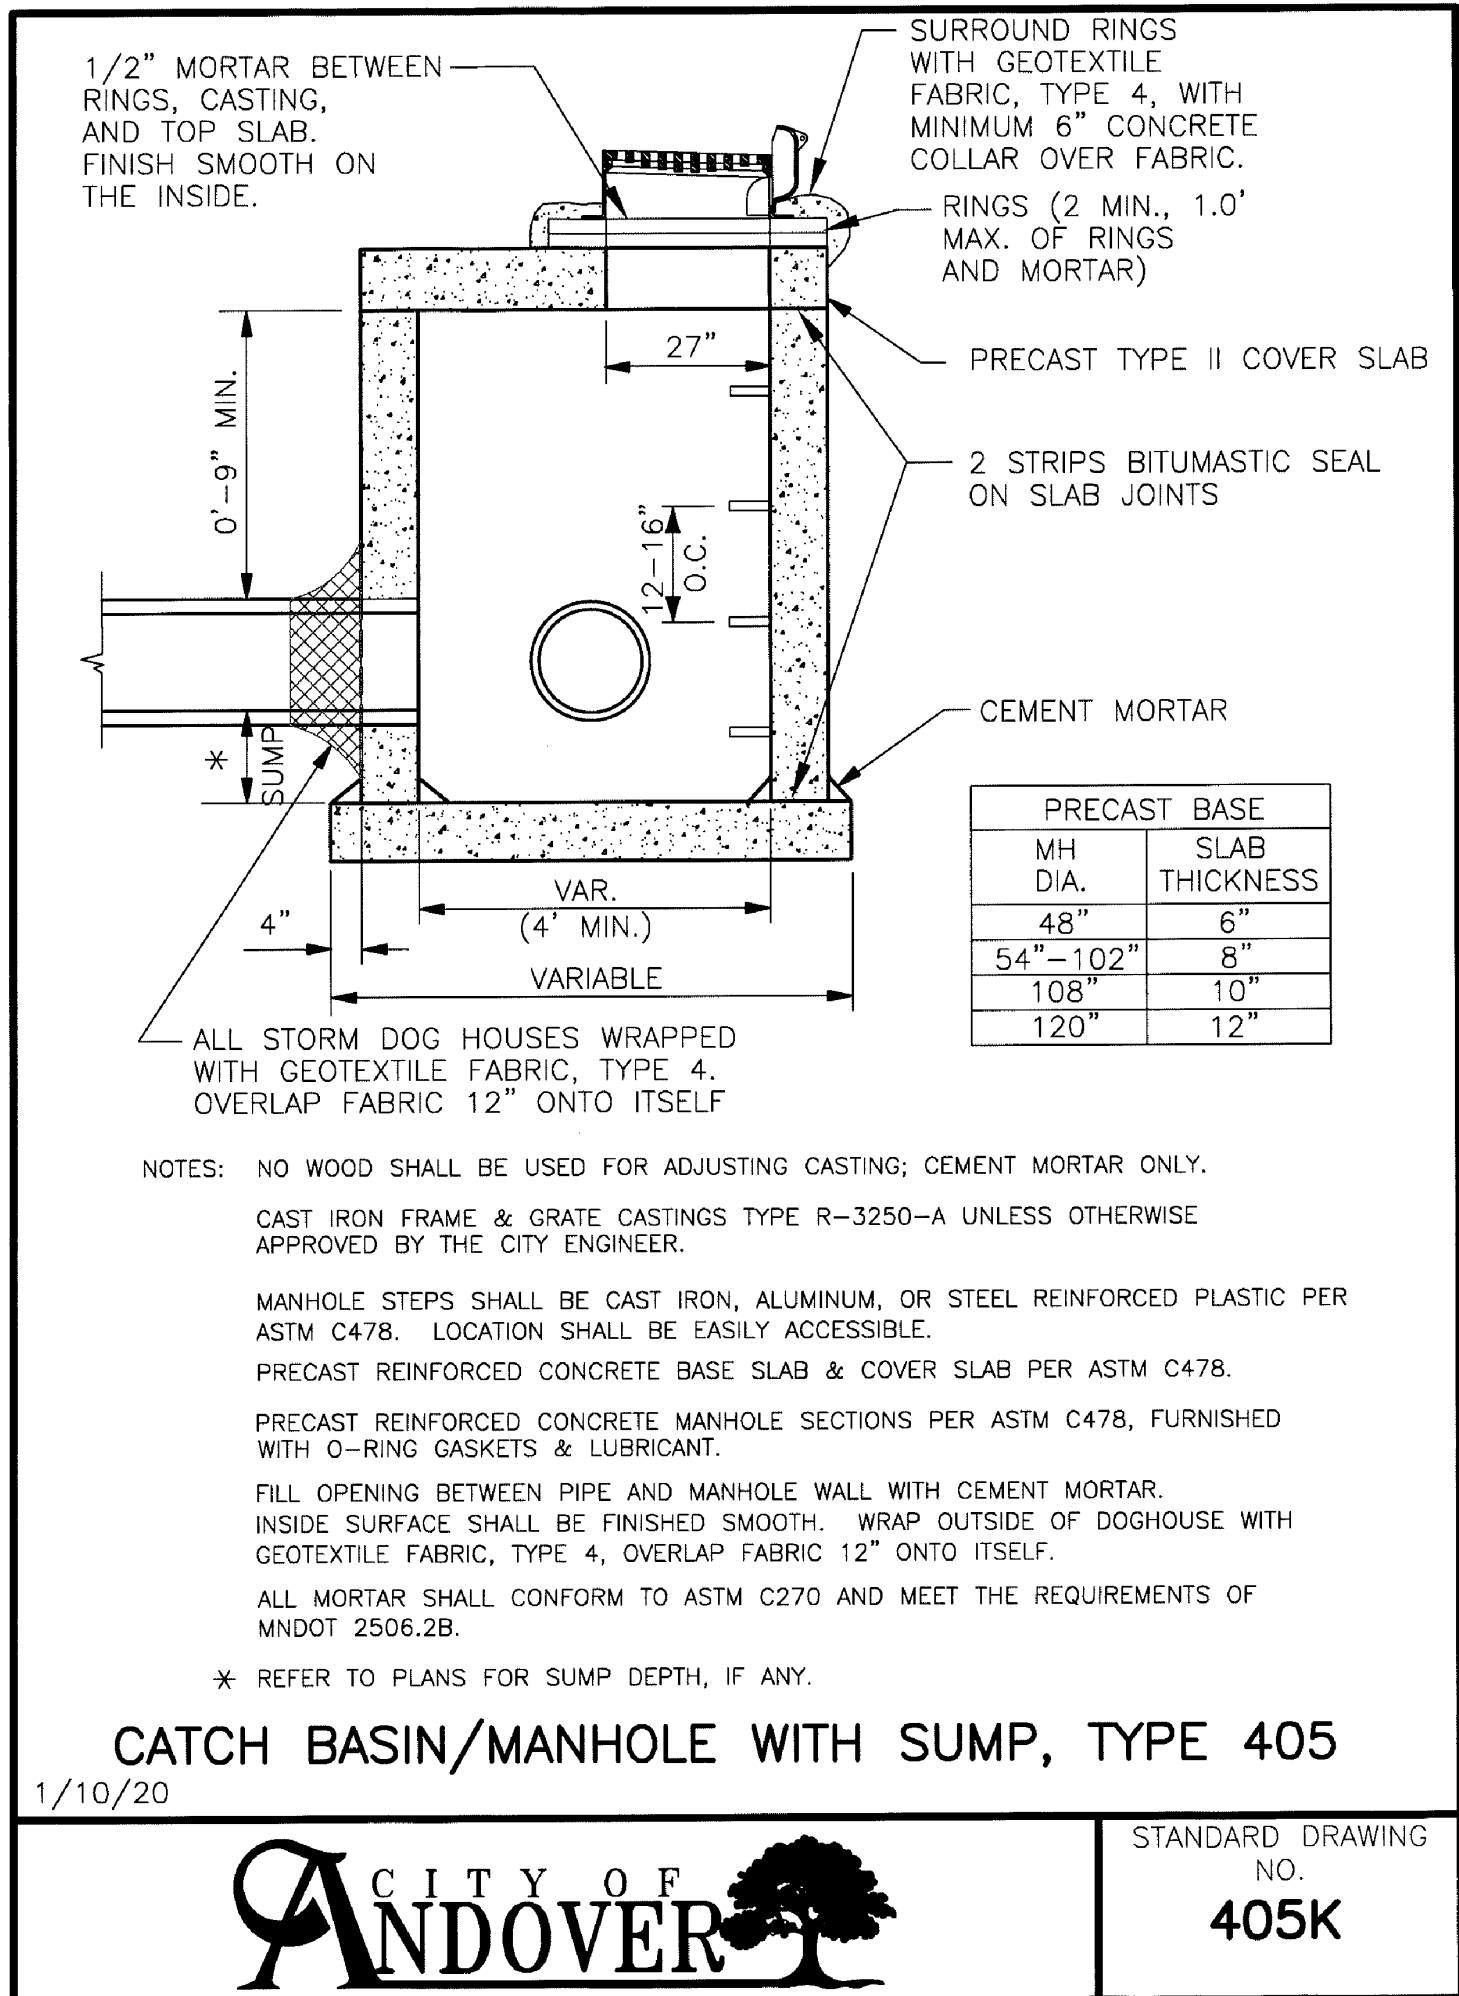 1/2" MORTAR BETWEEN
RINGS, CASTING,
AND TOP SLAB.
FINISH SMOOTH ON
THE INSIDE.
SURROUND RINGS
WITH GEOTEXTILE
FABRIC, TYPE 4, WITH
MINIMUM 6" CONCRETE
COLLAR OVER FABRIC.
RINGS (2 MIN., 1.0'
MAX. OF RINGS
AND MORTAR)
PRECAST TYPE II COVER SLAB
27"
0'-9" MIN.
2 STRIPS BITUMASTIC SEAL
ON SLAB JOINTS
12-16"
O.C.
CEMENT MORTAR
* SUMP
PRECAST BASE
MH DIA. SLAB THICKNESS
48" 6"
54"-102" 8"
108" 10"
120" 12"
4"
VAR.
(4' MIN.)
VARIABLE
ALL STORM DOG HOUSES WRAPPED
WITH GEOTEXTILE FABRIC, TYPE 4.
OVERLAP FABRIC 12" ONTO ITSELF
NOTES: NO WOOD SHALL BE USED FOR ADJUSTING CASTING; CEMENT MORTAR ONLY.
CAST IRON FRAME & GRATE CASTINGS TYPE R-3250-A UNLESS OTHERWISE
APPROVED BY THE CITY ENGINEER.
MANHOLE STEPS SHALL BE CAST IRON, ALUMINUM, OR STEEL REINFORCED PLASTIC PER
ASTM C478. LOCATION SHALL BE EASILY ACCESSIBLE.
PRECAST REINFORCED CONCRETE BASE SLAB & COVER SLAB PER ASTM C478.
PRECAST REINFORCED CONCRETE MANHOLE SECTIONS PER ASTM C478, FURNISHED
WITH O-RING GASKETS & LUBRICANT.
FILL OPENING BETWEEN PIPE AND MANHOLE WALL WITH CEMENT MORTAR.
INSIDE SURFACE SHALL BE FINISHED SMOOTH. WRAP OUTSIDE OF DOGHOUSE WITH
GEOTEXTILE FABRIC, TYPE 4, OVERLAP FABRIC 12" ONTO ITSELF.
ALL MORTAR SHALL CONFORM TO ASTM C270 AND MEET THE REQUIREMENTS OF
MNDOT 2506.2B.
* REFER TO PLANS FOR SUMP DEPTH, IF ANY.
CATCH BASIN/MANHOLE WITH SUMP, TYPE 405
1/10/20
CITY OF
ANDOVER
STANDARD DRAWING
NO.
405K